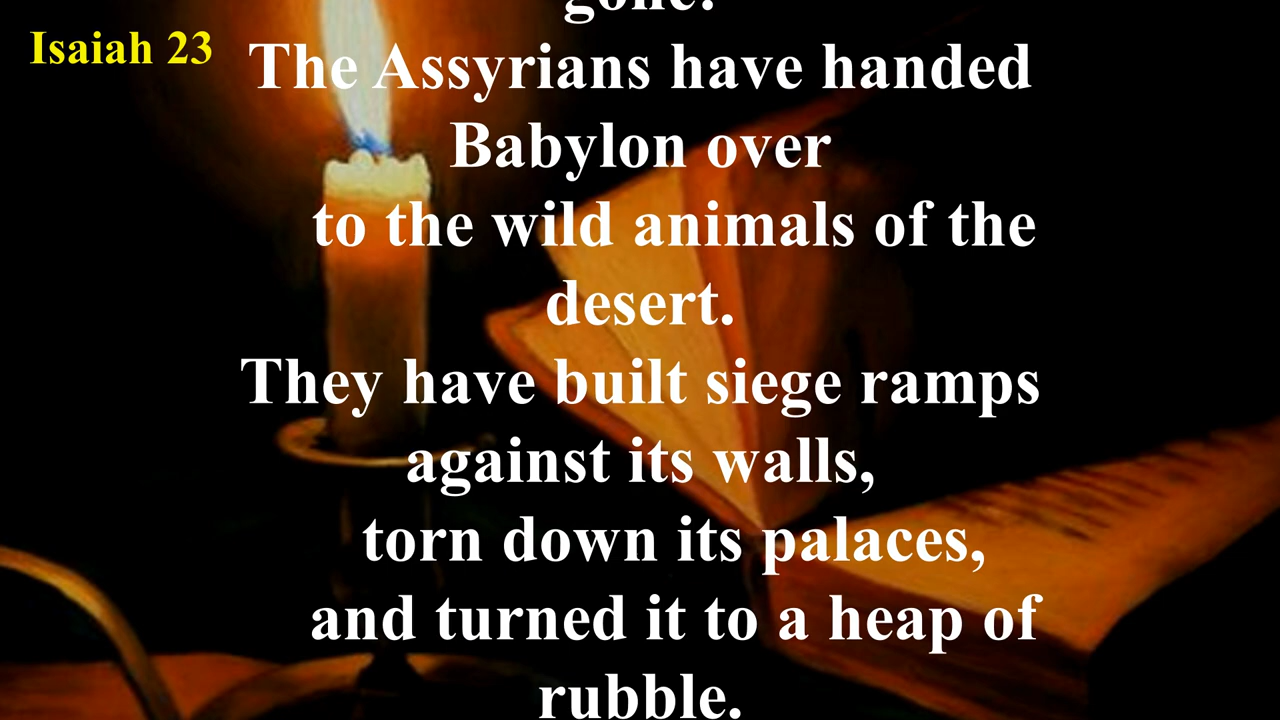 Isaiah 23
gone!
The Assyrians have handed
Babylon over
to the wild animals of the
desert.
They have built siege ramps
against its walls,
torn down its palaces,
and turned it to a heap of
rubble.